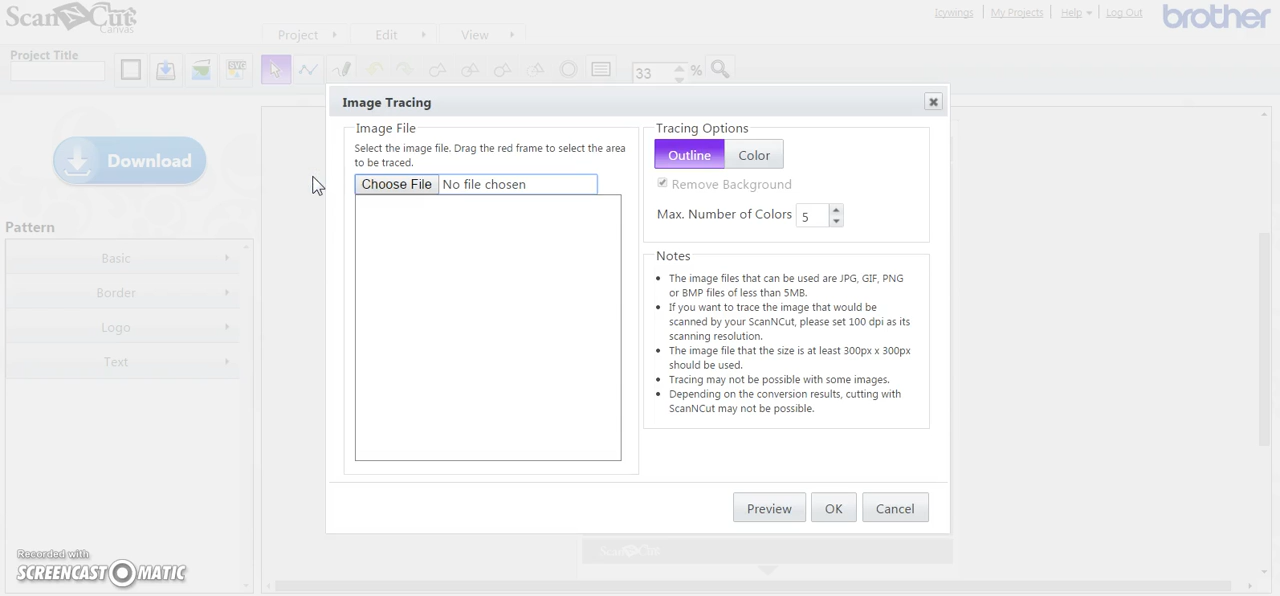 ScanNCut
Canvas
Project
Edit
View
Icywings
My Projects
Help
Log Out
brother
Project Title
SVG
33
%
Download
Pattern
Basic
Border
Logo
Text
Image Tracing
Image File
Select the image file. Drag the red frame to select the area
to be traced.
Choose File No file chosen
Tracing Options
Outline
Color
Remove Background
Max. Number of Colors 5
Notes
The image files that can be used are JPG, GIF, PNG
or BMP files of less than 5MB.
If you want to trace the image that would be
scanned by your ScanNCut, please set 100 dpi as its
scanning resolution.
The image file that the size is at least 300px x 300px
should be used.
Tracing may not be possible with some images.
Depending on the conversion results, cutting with
ScanNCut may not be possible.
Preview
OK
Cancel
ScanNCut
Recorded with
SCREENCAST-O-MATIC